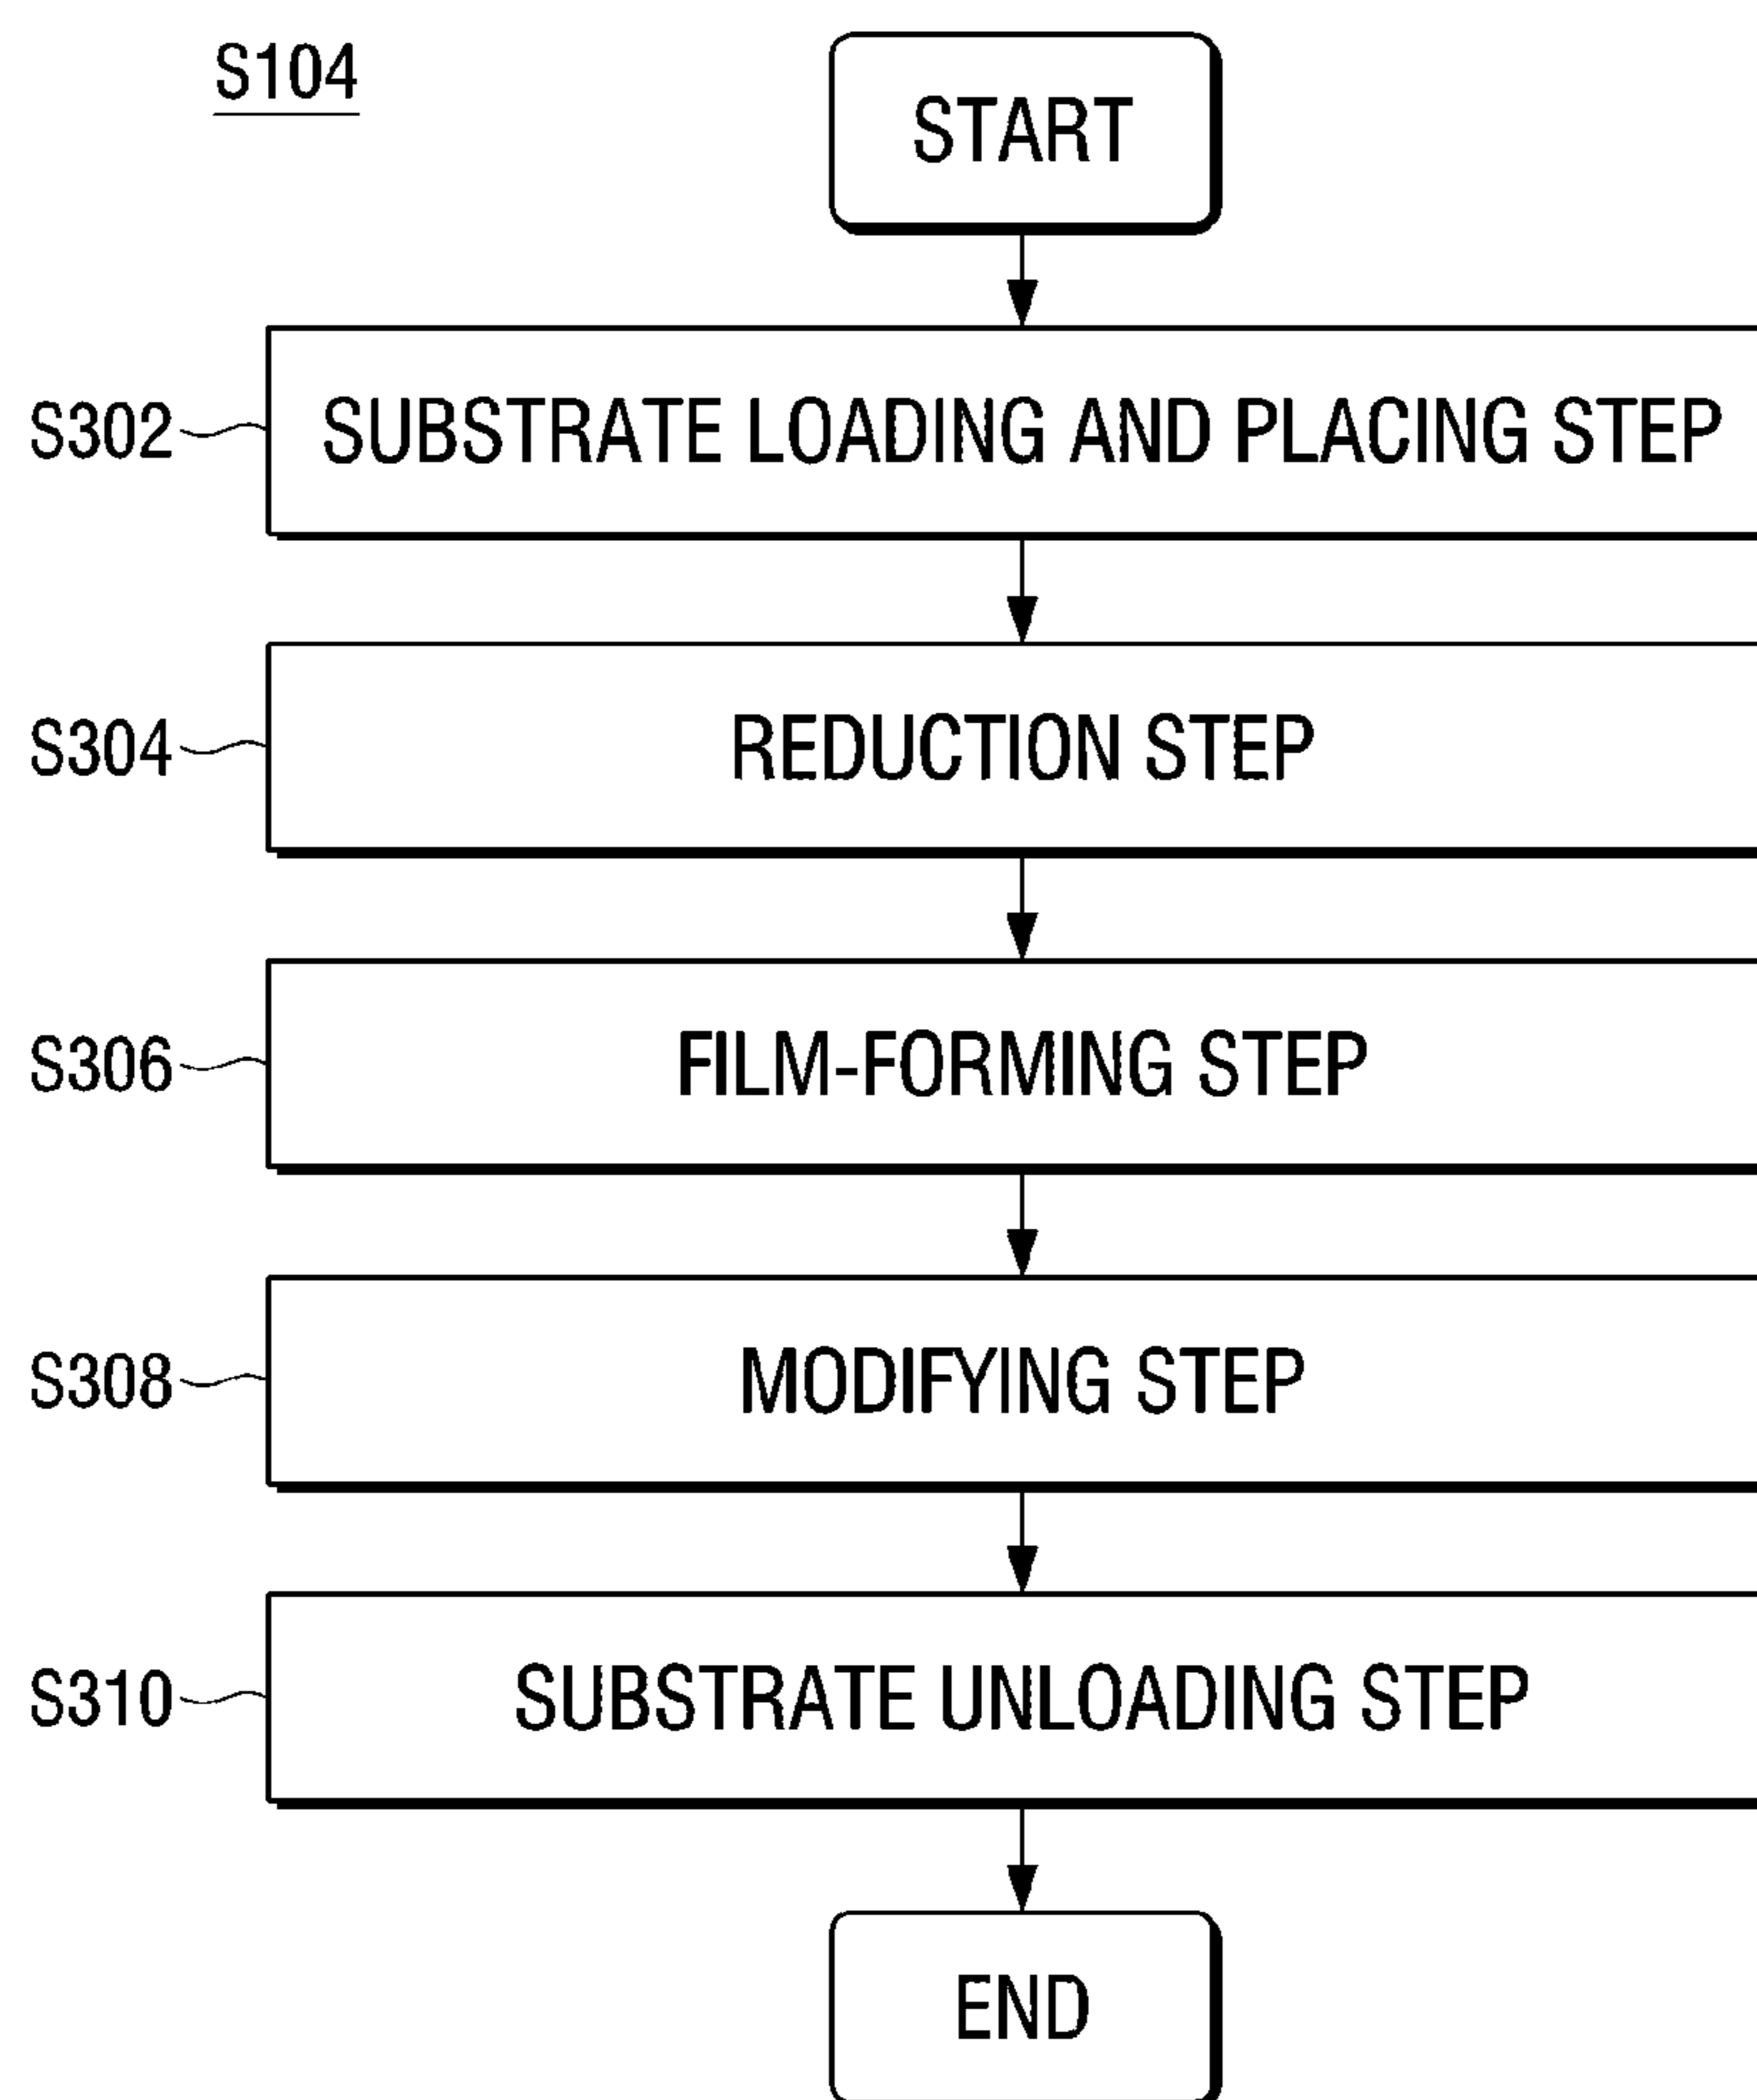 S104
START
S302 SUBSTRATE LOADING AND PLACING STEP
S304 REDUCTION STEP
S306 FILM-FORMING STEP
S308 MODIFYING STEP
S310 SUBSTRATE UNLOADING STEP
END